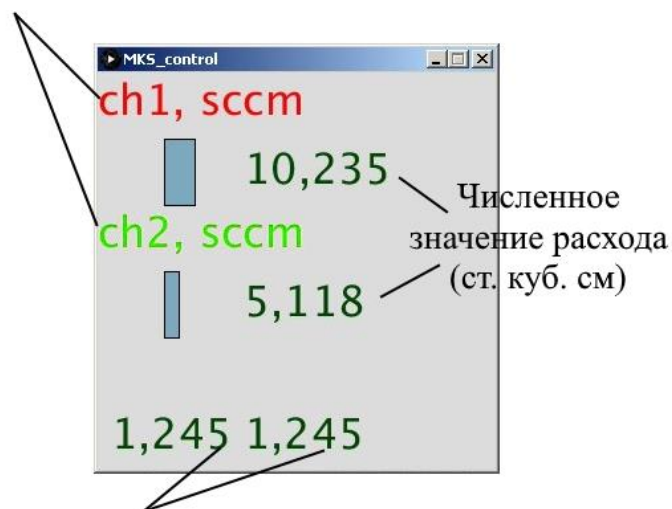 MKS_control
ch1, sccm
10,235
Численное
значение расхода
(ст. куб. см)
ch2, sccm
5,118
1,245 1,245